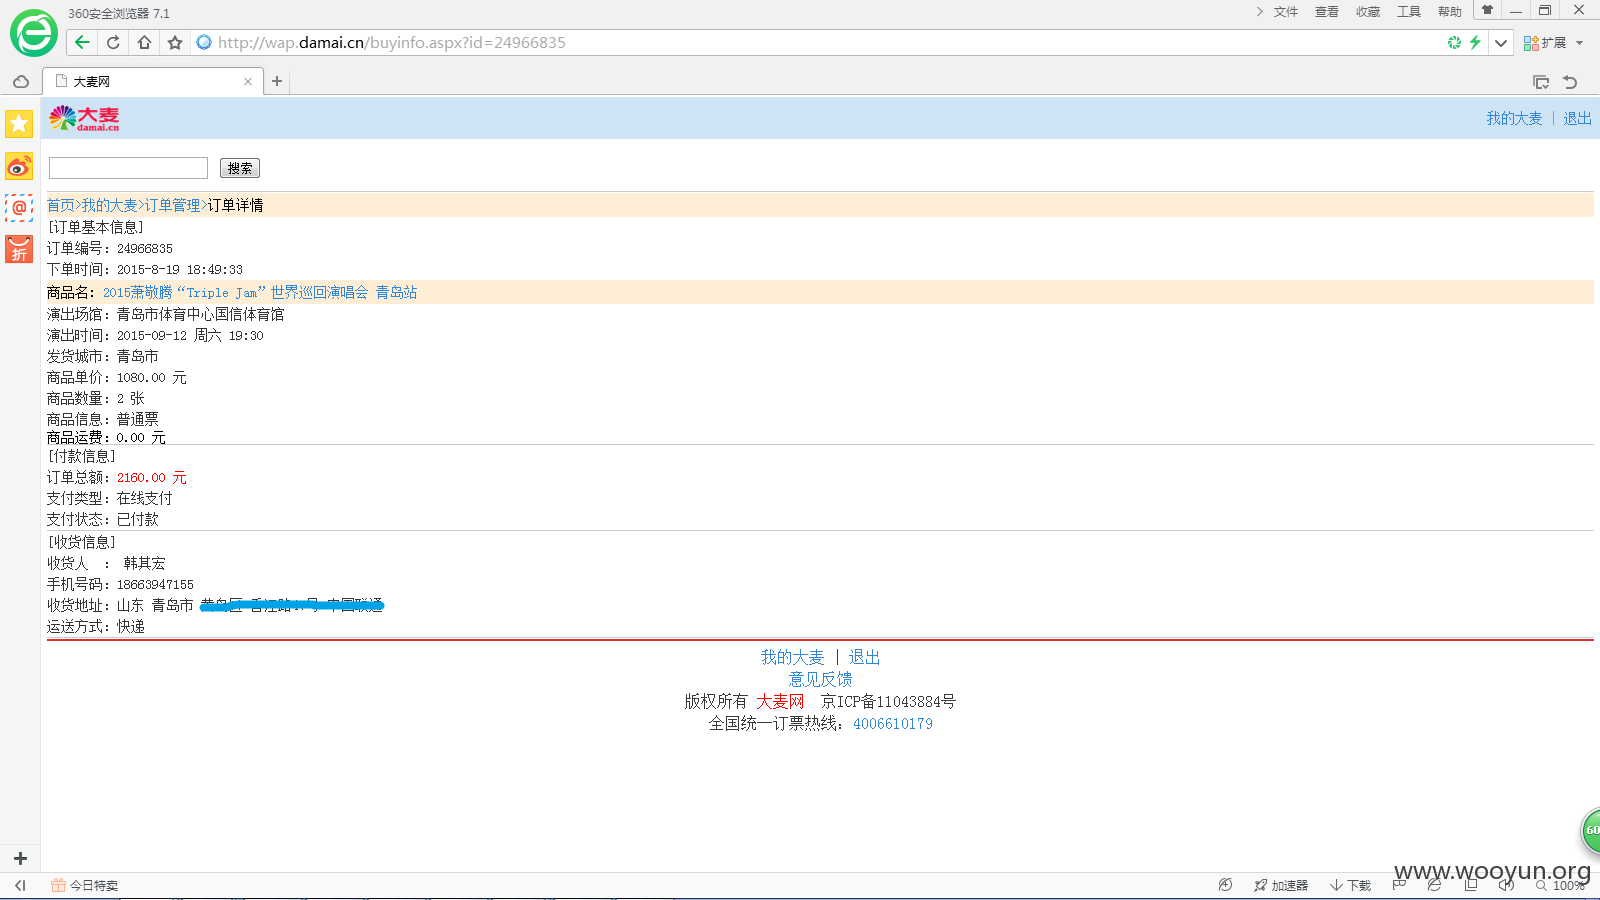 360安全浏览器 7.1
文件 查看 收藏 工具 帮助
http://wap.damai.cn/buyinfo.aspx?id=24966835
扩展
大麦网
大麦
damai.cn
我的大麦 | 退出
搜索
首页>我的大麦>订单管理>订单详情
[订单基本信息]
订单编号：24966835
下单时间：2015-8-19 18:49:33
商品名：2015萧敬腾“Triple Jam”世界巡回演唱会 青岛站
演出场馆：青岛市体育中心国信体育馆
演出时间：2015-09-12 周六 19:30
发货城市：青岛市
商品单价：1080.00 元
商品数量：2 张
商品信息：普通票
商品运费：0.00 元
[付款信息]
订单总额：2160.00 元
支付类型：在线支付
支付状态：已付款
[收货信息]
收货人 ： 韩其宏
手机号码：18663947155
收货地址：山东 青岛市
运送方式：快递
我的大麦 | 退出
意见反馈
版权所有 大麦网 京ICP备11043884号
全国统一订票热线：4006610179
折
60
www.wooyun.org
今日特卖
加速器 下载 100%